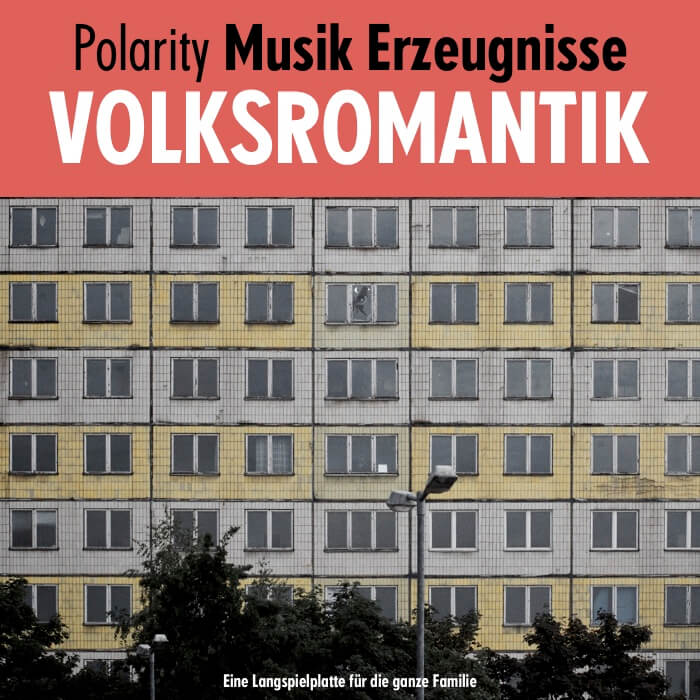 Polarity Musik Erzeugnisse
VOLKSROMANTIK
Eine Langspielplatte für die ganze Familie